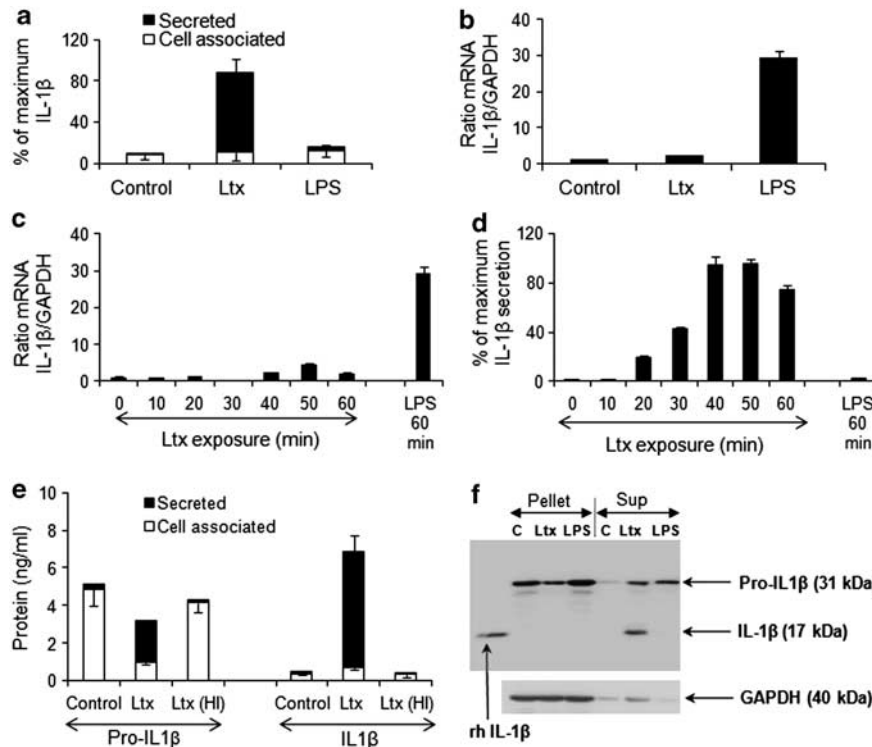 a
Secreted
Cell associated
% of maximum
IL-1β
120
80
40
0
Control Ltx LPS
b
Ratio mRNA
IL-1β/GAPDH
40
30
20
10
0
Control Ltx LPS
c
Ratio mRNA
IL-1β/GAPDH
40
30
20
10
0
0 10 20 30 40 50 60 LPS
60
min
Ltx exposure (min)
d
% of maximum
IL-1β secretion
120
80
40
0
0 10 20 30 40 50 60 LPS
60
min
Ltx exposure (min)
e
Secreted
Cell associated
Protein (ng/ml)
10
8
6
4
2
0
Control Ltx Ltx (HI) Control Ltx Ltx (HI)
Pro-IL1β IL1β
f
Pellet Sup
C Ltx LPS C Ltx LPS
Pro-IL1β (31 kDa)
IL-1β (17 kDa)
GAPDH (40 kDa)
rh IL-1β